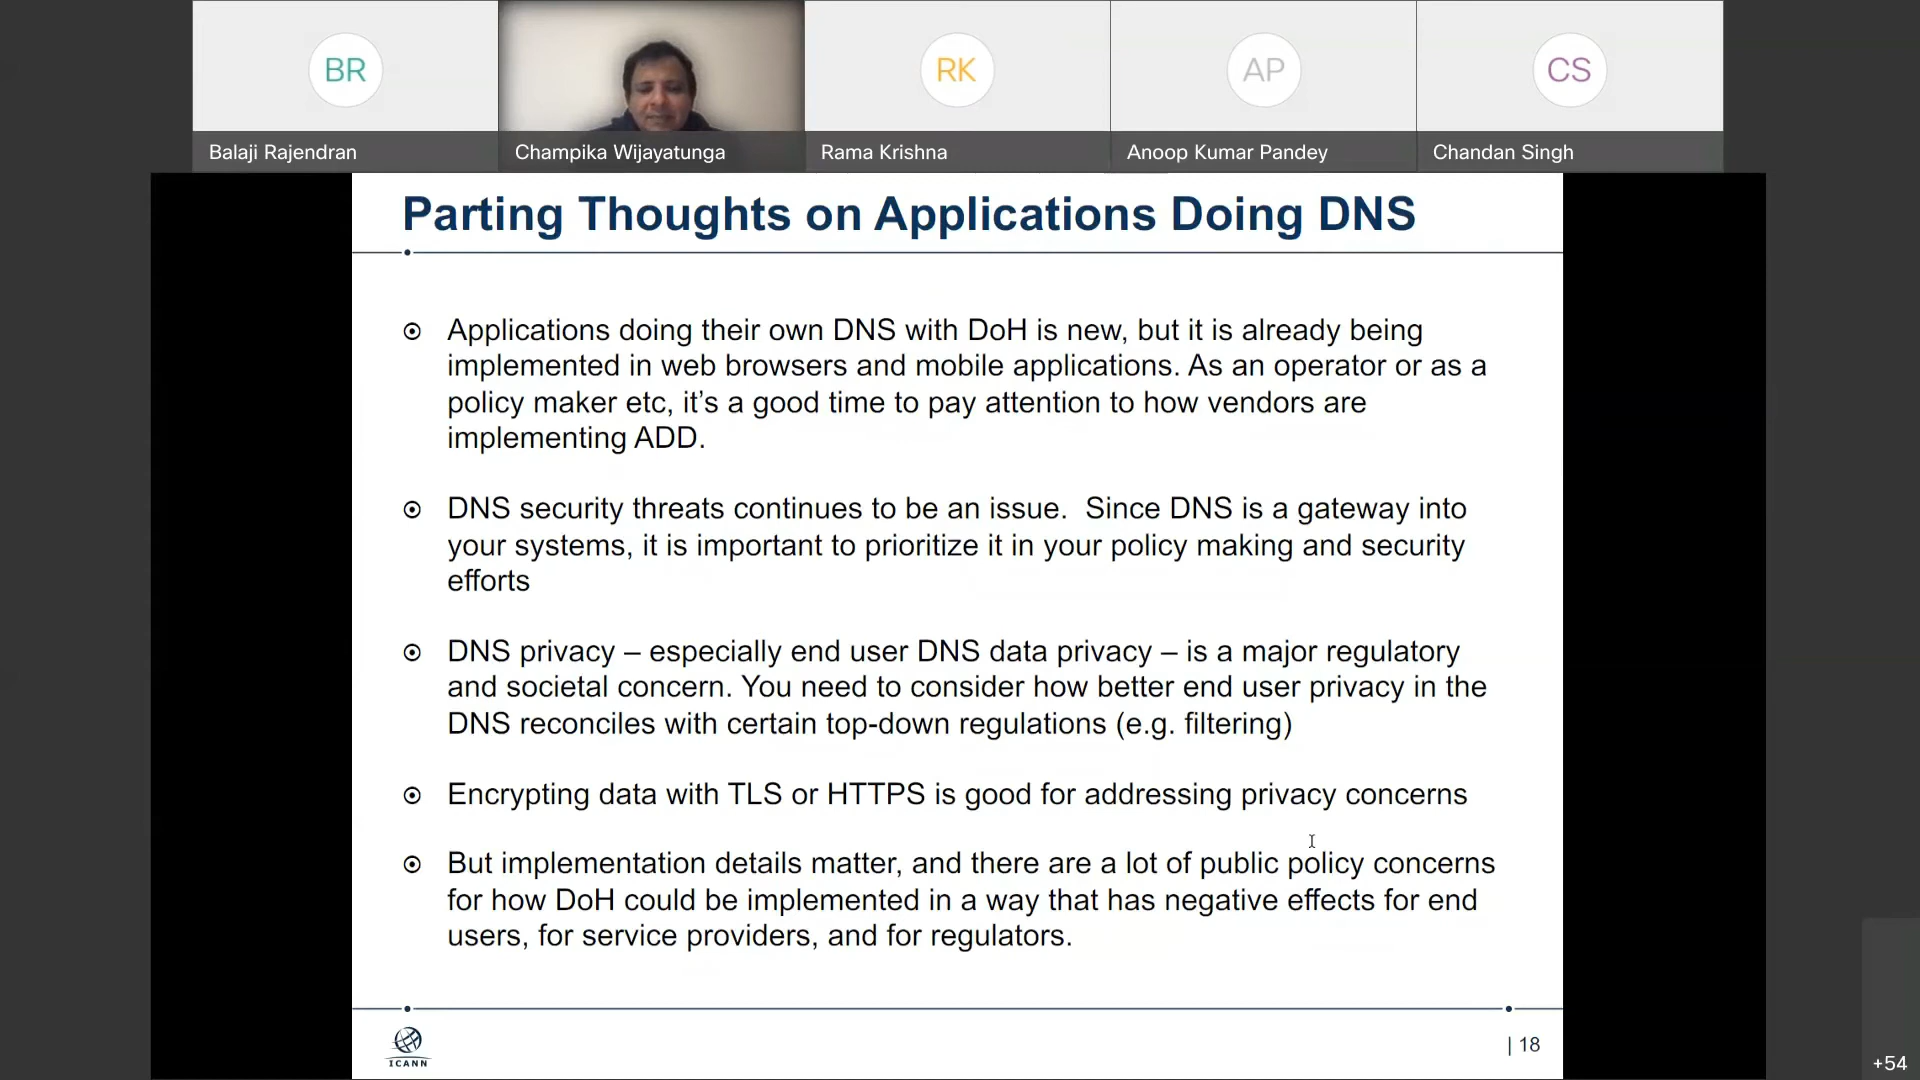 BR
RK
AP
CS
Balaji Rajendran
Champika Wijayatunga
Rama Krishna
Anoop Kumar Pandey
Chandan Singh
Parting Thoughts on Applications Doing DNS
Applications doing their own DNS with DoH is new, but it is already being
implemented in web browsers and mobile applications. As an operator or as a
policy maker etc, it’s a good time to pay attention to how vendors are
implementing ADD.
DNS security threats continues to be an issue.  Since DNS is a gateway into
your systems, it is important to prioritize it in your policy making and security
efforts
DNS privacy – especially end user DNS data privacy – is a major regulatory
and societal concern. You need to consider how better end user privacy in the
DNS reconciles with certain top-down regulations (e.g. filtering)
Encrypting data with TLS or HTTPS is good for addressing privacy concerns
But implementation details matter, and there are a lot of public policy concerns
for how DoH could be implemented in a way that has negative effects for end
users, for service providers, and for regulators.
ICANN
| 18
+54